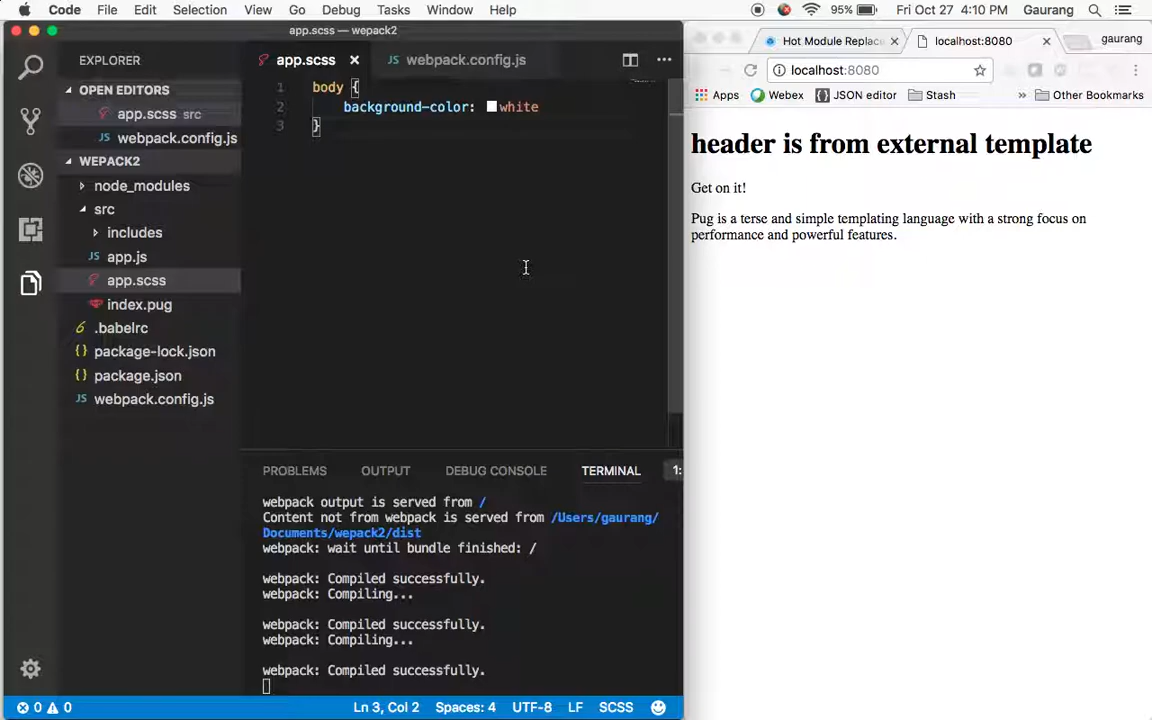 Code File Edit Selection View Go Debug Tasks Window Help 95% Fri Oct 27 4:10 PM Gaurang
app.scss — wepack2
EXPLORER
OPEN EDITORS
app.scss src
webpack.config.js
WEPACK2
node_modules
src
includes
JS app.js
app.scss
index.pug
6 .babelrc
{ } package-lock.json
{ } package.json
JS webpack.config.js
app.scss JS webpack.config.js
1 body {
2 background-color: white
3 }
PROBLEMS OUTPUT DEBUG CONSOLE TERMINAL 1:
webpack output is served from /
Content not from webpack is served from /Users/gaurang/
Documents/wepack2/dist
webpack: wait until bundle finished: /
webpack: Compiled successfully.
webpack: Compiling...
webpack: Compiled successfully.
webpack: Compiling...
webpack: Compiled successfully.
0 0 Ln 3, Col 2 Spaces: 4 UTF-8 LF SCSS
Hot Module Replace localhost:8080 gaurang
localhost:8080
Apps Webex {} JSON editor Stash » Other Bookmarks
header is from external template
Get on it!
Pug is a terse and simple templating language with a strong focus on
performance and powerful features.